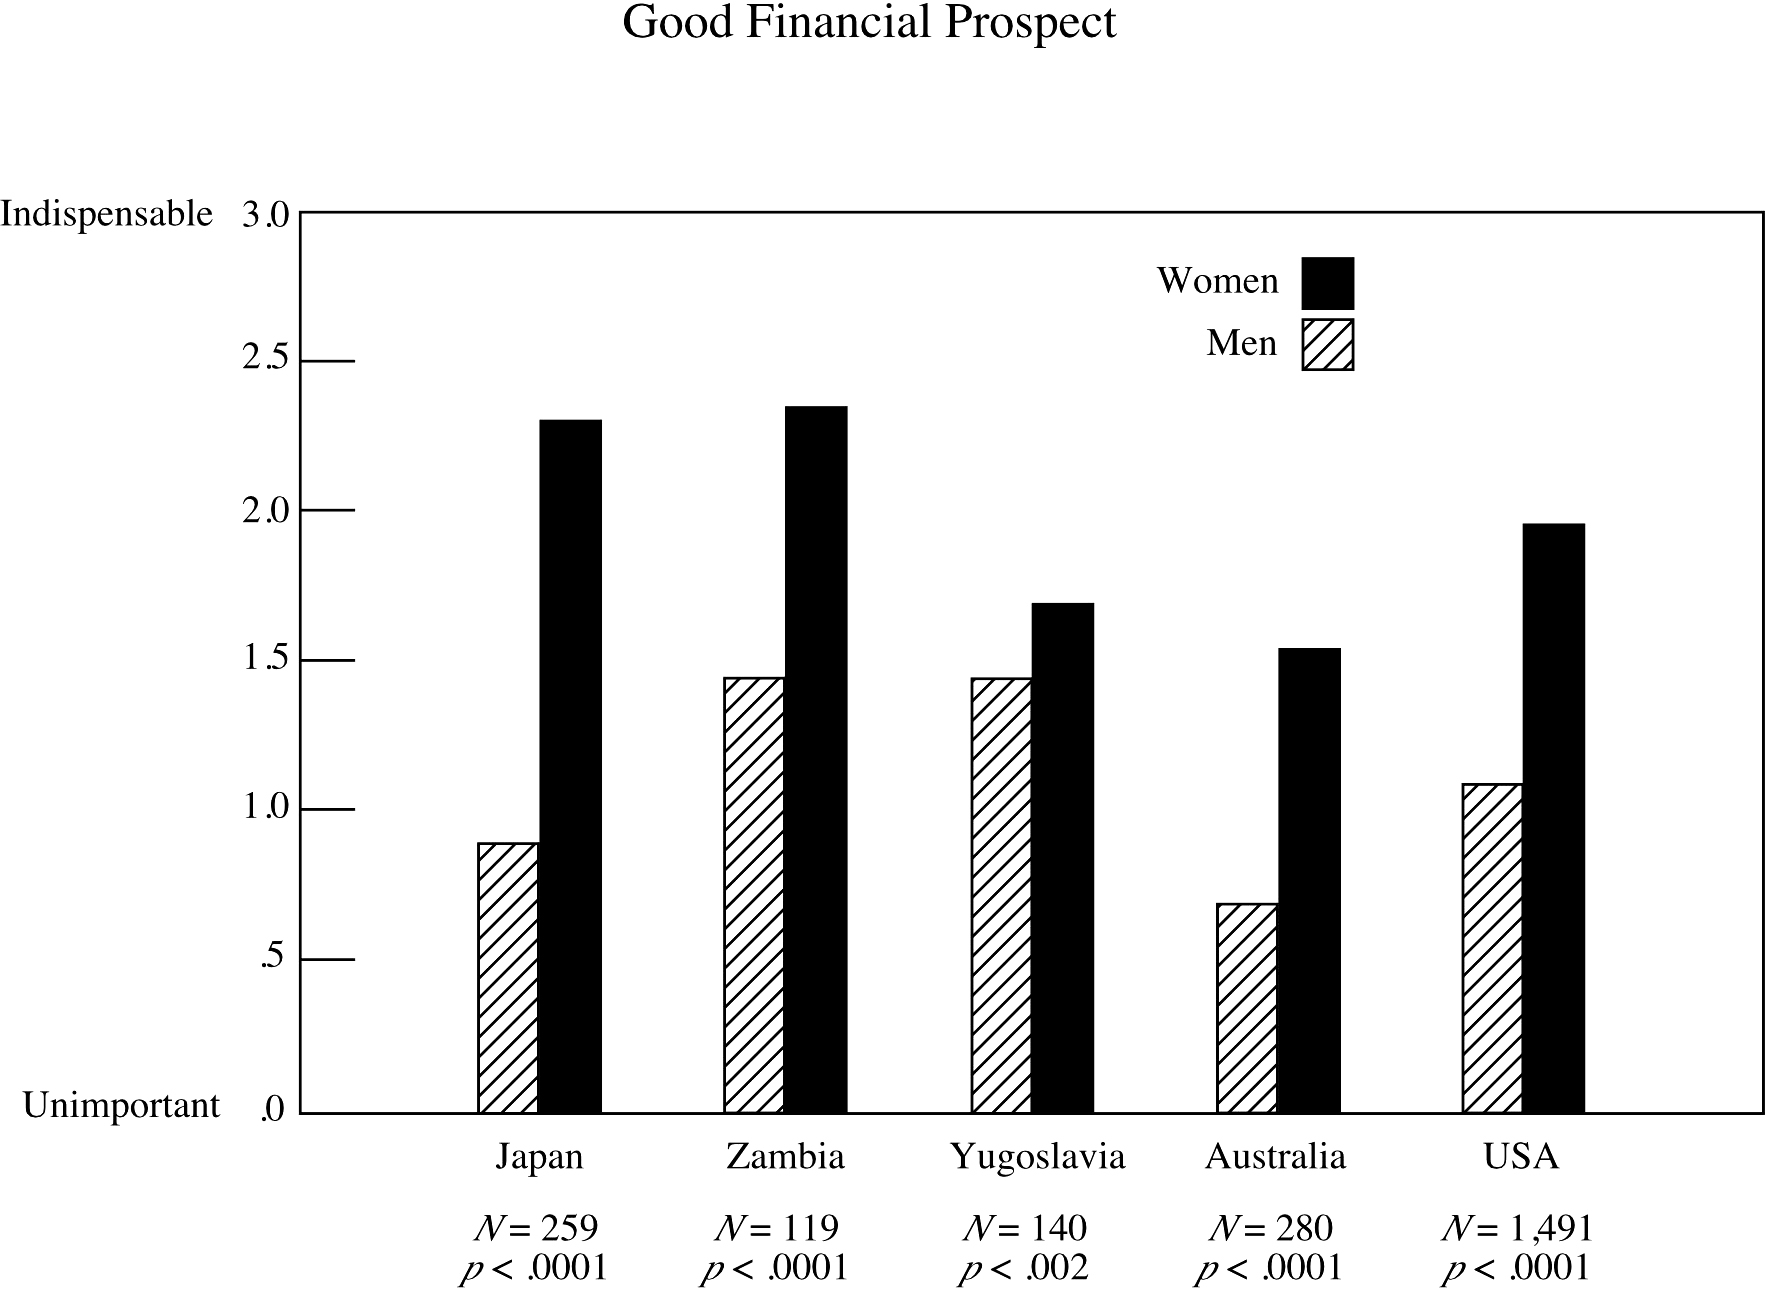 Good Financial Prospect
Indispensable 3.0
Women
Men
2.5
2.0
1.5
1.0
.5
Unimportant .0
Japan Zambia Yugoslavia Australia USA
N = 259 N = 119 N = 140 N = 280 N = 1,491
p < .0001 p < .0001 p < .002 p < .0001 p < .0001